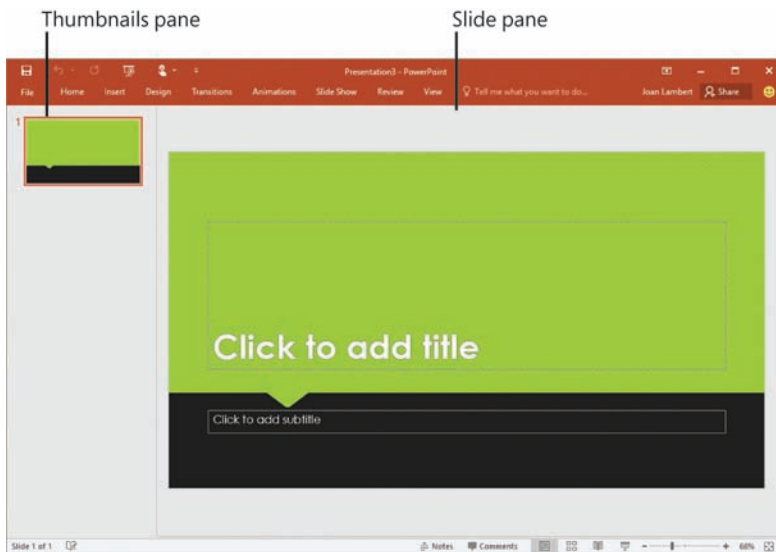 Thumbnails pane Slide pane
Presentation3 - PowerPoint
File Home Insert Design Transitions Animations Slide Show Review View Tell me what you want to do... Joan Lambert Share
1
Click to add title
Click to add subtitle
Slide 1 of 1 Notes Comments 68%